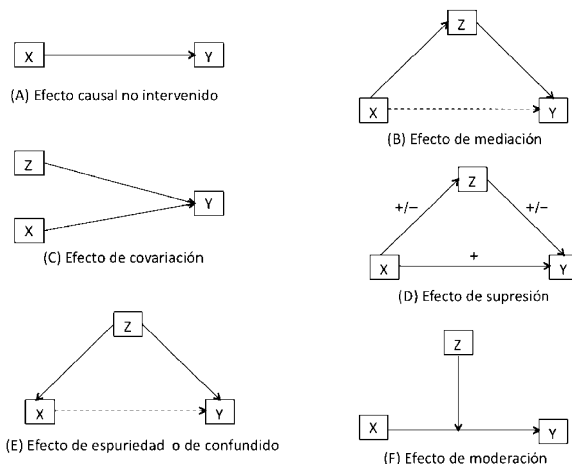 X Y
(A) Efecto causal no intervenido
Z
X Y
(B) Efecto de mediación
Z
Y
X
(C) Efecto de covariación
Z
+/− +/−
X + Y
(D) Efecto de supresión
Z
X Y
(E) Efecto de espuriedad o de confundido
Z
X Y
(F) Efecto de moderación